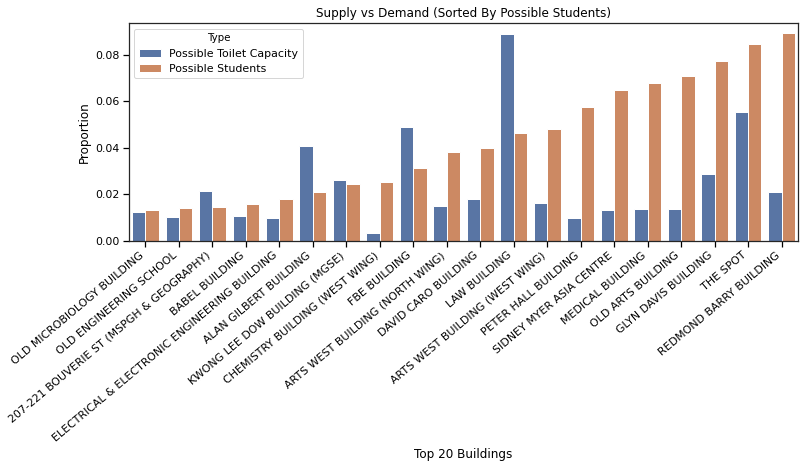 Supply vs Demand (Sorted By Possible Students)
Type
Possible Toilet Capacity
Possible Students
Proportion
0.08
0.06
0.04
0.02
0.00
OLD MICROBIOLOGY BUILDING
OLD ENGINEERING SCHOOL
207-221 BOUVERIE ST (MSPGH & GEOGRAPHY)
BABEL BUILDING
ELECTRICAL & ELECTRONIC ENGINEERING BUILDING
ALAN GILBERT BUILDING
KWONG LEE DOW BUILDING (MGSE)
CHEMISTRY BUILDING (WEST WING)
FBE BUILDING
ARTS WEST BUILDING (NORTH WING)
DAVID CARO BUILDING
LAW BUILDING
ARTS WEST BUILDING (WEST WING)
PETER HALL BUILDING
SIDNEY MYER ASIA CENTRE
MEDICAL BUILDING
OLD ARTS BUILDING
GLYN DAVIS BUILDING
THE SPOT
REDMOND BARRY BUILDING
Top 20 Buildings